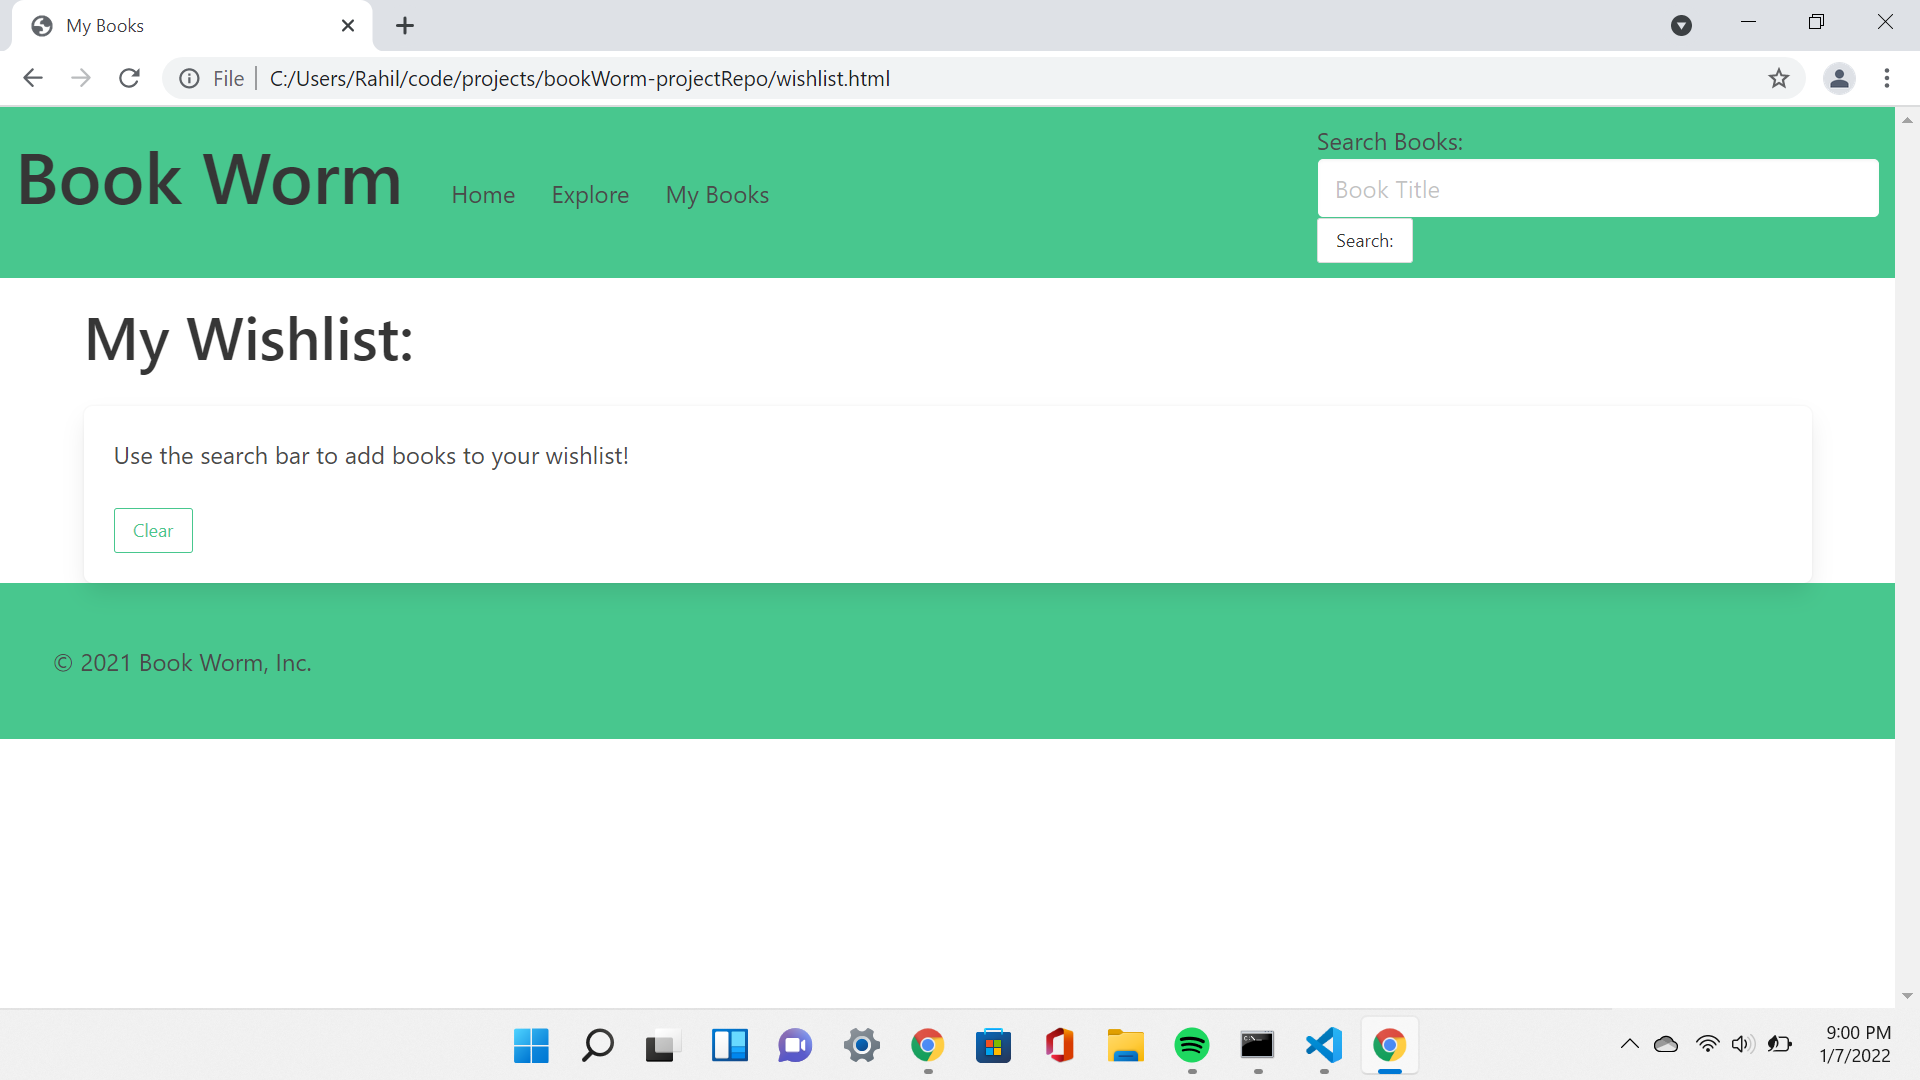 My Books
File
C:/Users/Rahil/code/projects/bookWorm-projectRepo/wishlist.html
Book Worm
Home Explore My Books
Search Books:
Book Title
Search:
My Wishlist:
Use the search bar to add books to your wishlist!
Clear
© 2021 Book Worm, Inc.
9:00 PM
1/7/2022